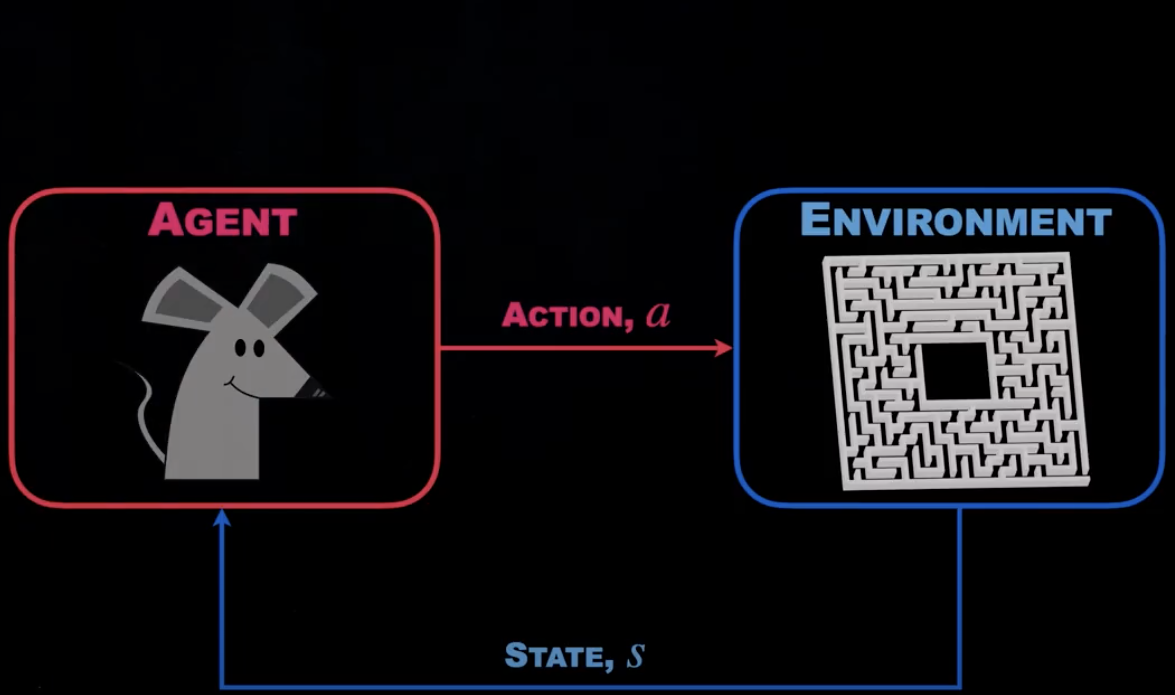 AGENT
ENVIRONMENT
ACTION, a
STATE, s